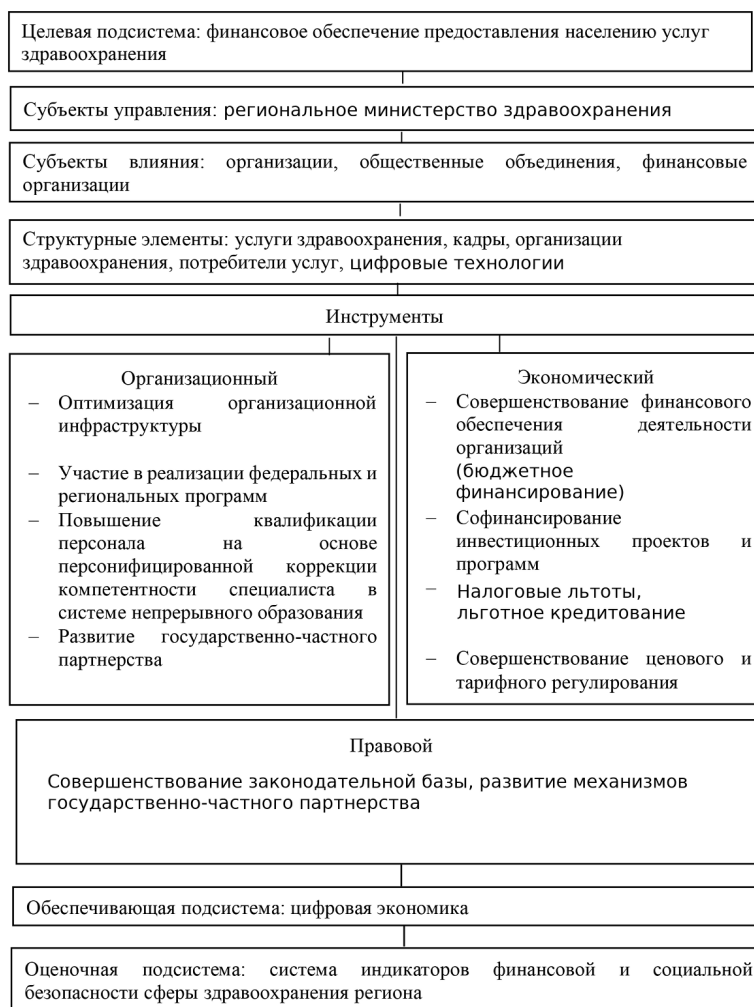 Целевая подсистема: финансовое обеспечение предоставления населению услуг
здравоохранения
Субъекты управления: региональное министерство здравоохранения
Субъекты влияния: организации, общественные объединения, финансовые
организации
Структурные элементы: услуги здравоохранения, кадры, организации
здравоохранения, потребители услуг, цифровые технологии
Инструменты
Организационный
– Оптимизация организационной
инфраструктуры
– Участие в реализации федеральных и
региональных программ
– Повышение квалификации
персонала на основе
персонифицированной коррекции
компетентности специалиста в
системе непрерывного образования
– Развитие государственно-частного
партнерства
Экономический
– Совершенствование финансового
обеспечения деятельности
организаций
(бюджетное
финансирование)
– Софинансирование
инвестиционных проектов и
программ
– Налоговые льтоты,
льготное кредитование
– Совершенствование ценового и
тарифного регулирования
Правовой
Совершенствование законодательной базы, развитие механизмов
государственно-частного партнерства
Обеспечивающая подсистема: цифровая экономика
Оценочная подсистема: система индикаторов финансовой и социальной
безопасности сферы здравоохранения региона